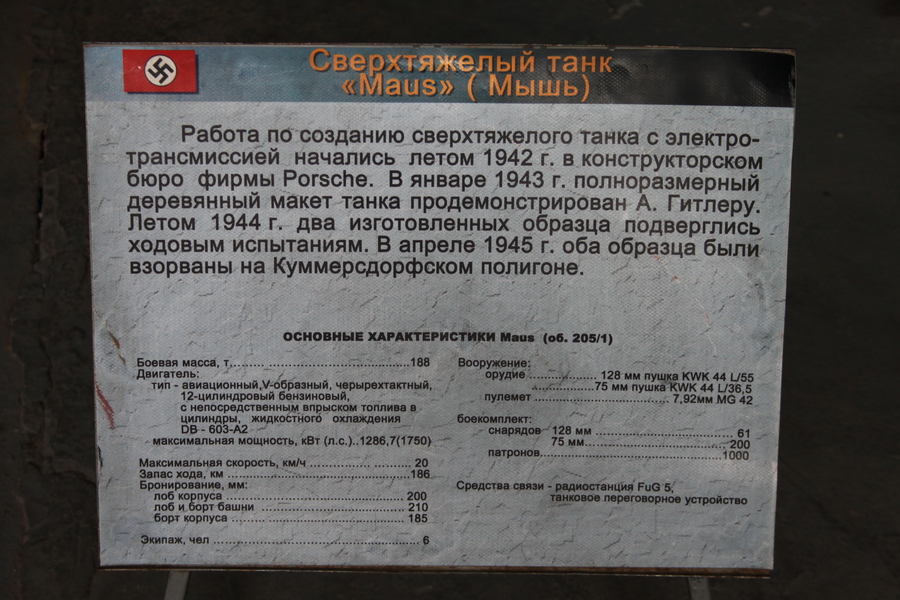 Сверхтяжелый танк
«Maus» ( Мышь)
Работа по созданию сверхтяжелого танка с электро-
трансмиссией начались летом 1942 г. в конструкторском
бюро фирмы Porsche. В январе 1943 г. полноразмерный
деревянный макет танка продемонстрирован А. Гитлеру.
Летом 1944 г. два изготовленных образца подверглись
ходовым испытаниям. В апреле 1945 г. оба образца были
взорваны на Куммерсдорфском полигоне.
ОСНОВНЫЕ ХАРАКТЕРИСТИКИ Maus (об. 205/1)
Боевая масса, т...............................................188
Двигатель:
тип - авиационный,V-образный, черырехтактный,
12-цилиндровый бензиновый,
с непосредственным впрыском топлива в
цилиндры, жидкостного охлаждения
DB - 603-A2
максимальная мощность, кВт (л.с.)..1286,7(1750)
Максимальная скорость, км/ч ......................... 20
Запас хода, км ................................................186
Бронирование, мм:
лоб корпуса ............................................. 200
лоб и борт башни ................................... 210
борт корпуса ........................................... 185
Экипаж, чел ..................................................... 6
Вооружение:
орудие ................... 128 мм пушка KWK 44 L/55
.................75 мм пушка KWK 44 L/36,5
пулемет ..................................... 7,92мм MG 42
боекомплект:
снарядов 128 мм ......................................... 61
75 мм............................................. 200
патронов.....................................................1000
Средства связи - радиостанция FuG 5,
танковое переговорное устройство